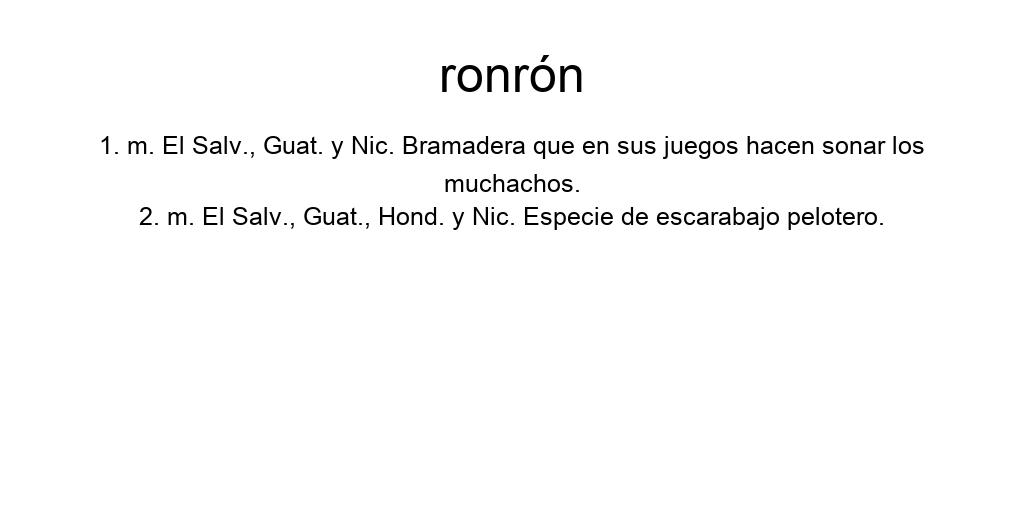 ronrón
1. m. El Salv., Guat. y Nic. Bramadera que en sus juegos hacen sonar los
muchachos.
2. m. El Salv., Guat., Hond. y Nic. Especie de escarabajo pelotero.